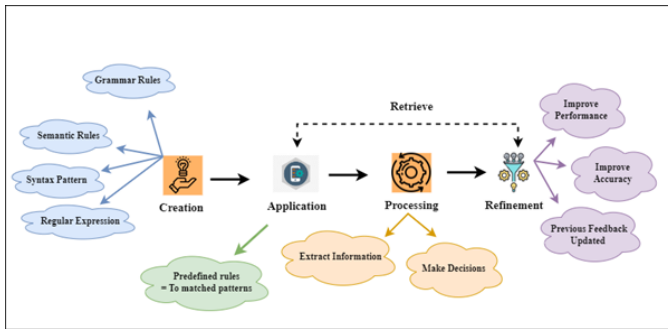 Grammar Rules
Semantic Rules
Syntax Pattern
Regular Expression
Creation
Retrieve
Application
Processing
Refinement
Predefined rules
= To matched patterns
Extract Information
Make Decisions
Improve
Performance
Improve
Accuracy
Previous Feedback
Updated